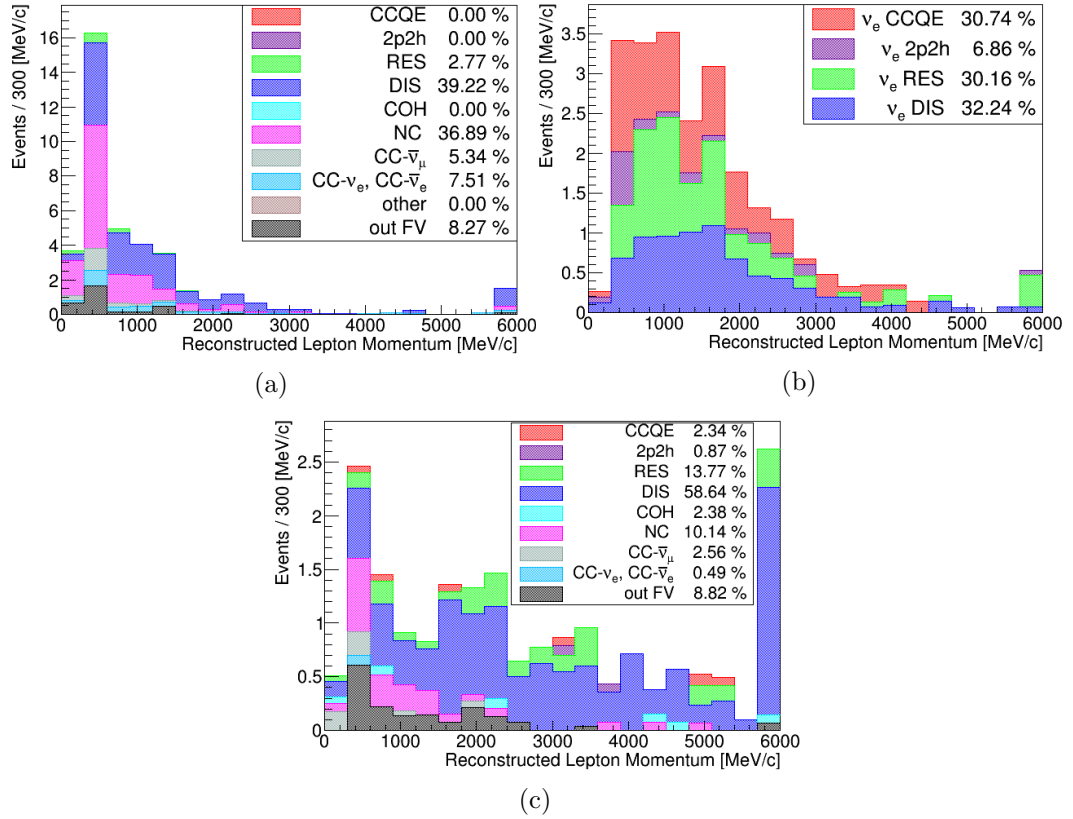 Events / 300 [MeV/c]
16
14
12
10
8
6
4
2
0
CCQE 0.00 %
2p2h 0.00 %
RES 2.77 %
DIS 39.22 %
COH 0.00 %
NC 36.89 %
CC-ν̄μ 5.34 %
CC-νe, CC-ν̄e 7.51 %
other 0.00 %
out FV 8.27 %
0 2000 4000 6000
Reconstructed Lepton Momentum [MeV/c]
(a)
Events / 300 [MeV/c]
3.5
3
2.5
2
1.5
1
0.5
0
νe CCQE 30.74 %
νe 2p2h 6.86 %
νe RES 30.16 %
νe DIS 32.24 %
0 1000 2000 3000 4000 5000 6000
Reconstructed Lepton Momentum [MeV/c]
(b)
Events / 300 [MeV/c]
2.5
2
1.5
1
0.5
0
CCQE 2.34 %
2p2h 0.87 %
RES 13.77 %
DIS 58.64 %
COH 2.38 %
NC 10.14 %
CC-ν̄μ 2.56 %
CC-νe, CC-ν̄e 0.49 %
out FV 8.82 %
0 1000 2000 3000 4000 5000 6000
Reconstructed Lepton Momentum [MeV/c]
(c)